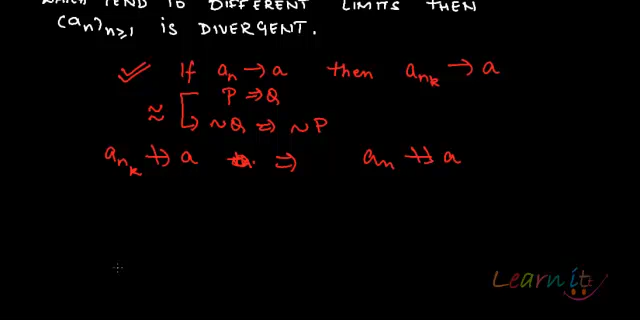 WHICH TEND TO DIFFERENT LIMITS THEN
(an)n≥1 IS DIVERGENT.
✓ If an → a then ank → a
≈ P ⇒ Q
~Q ⇒ ~P
ank ↛ a ⇒ an ↛ a
Learnit